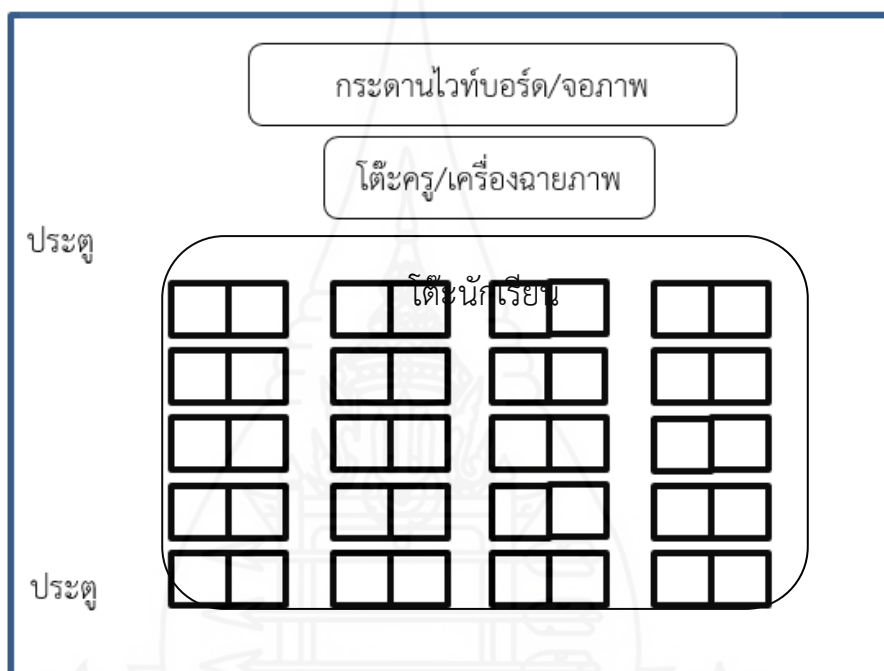 กระดานไวท์บอร์ด/จอภาพ
โต๊ะครู/เครื่องฉายภาพ
ประตู
โต๊ะนักเรียน
ประตู